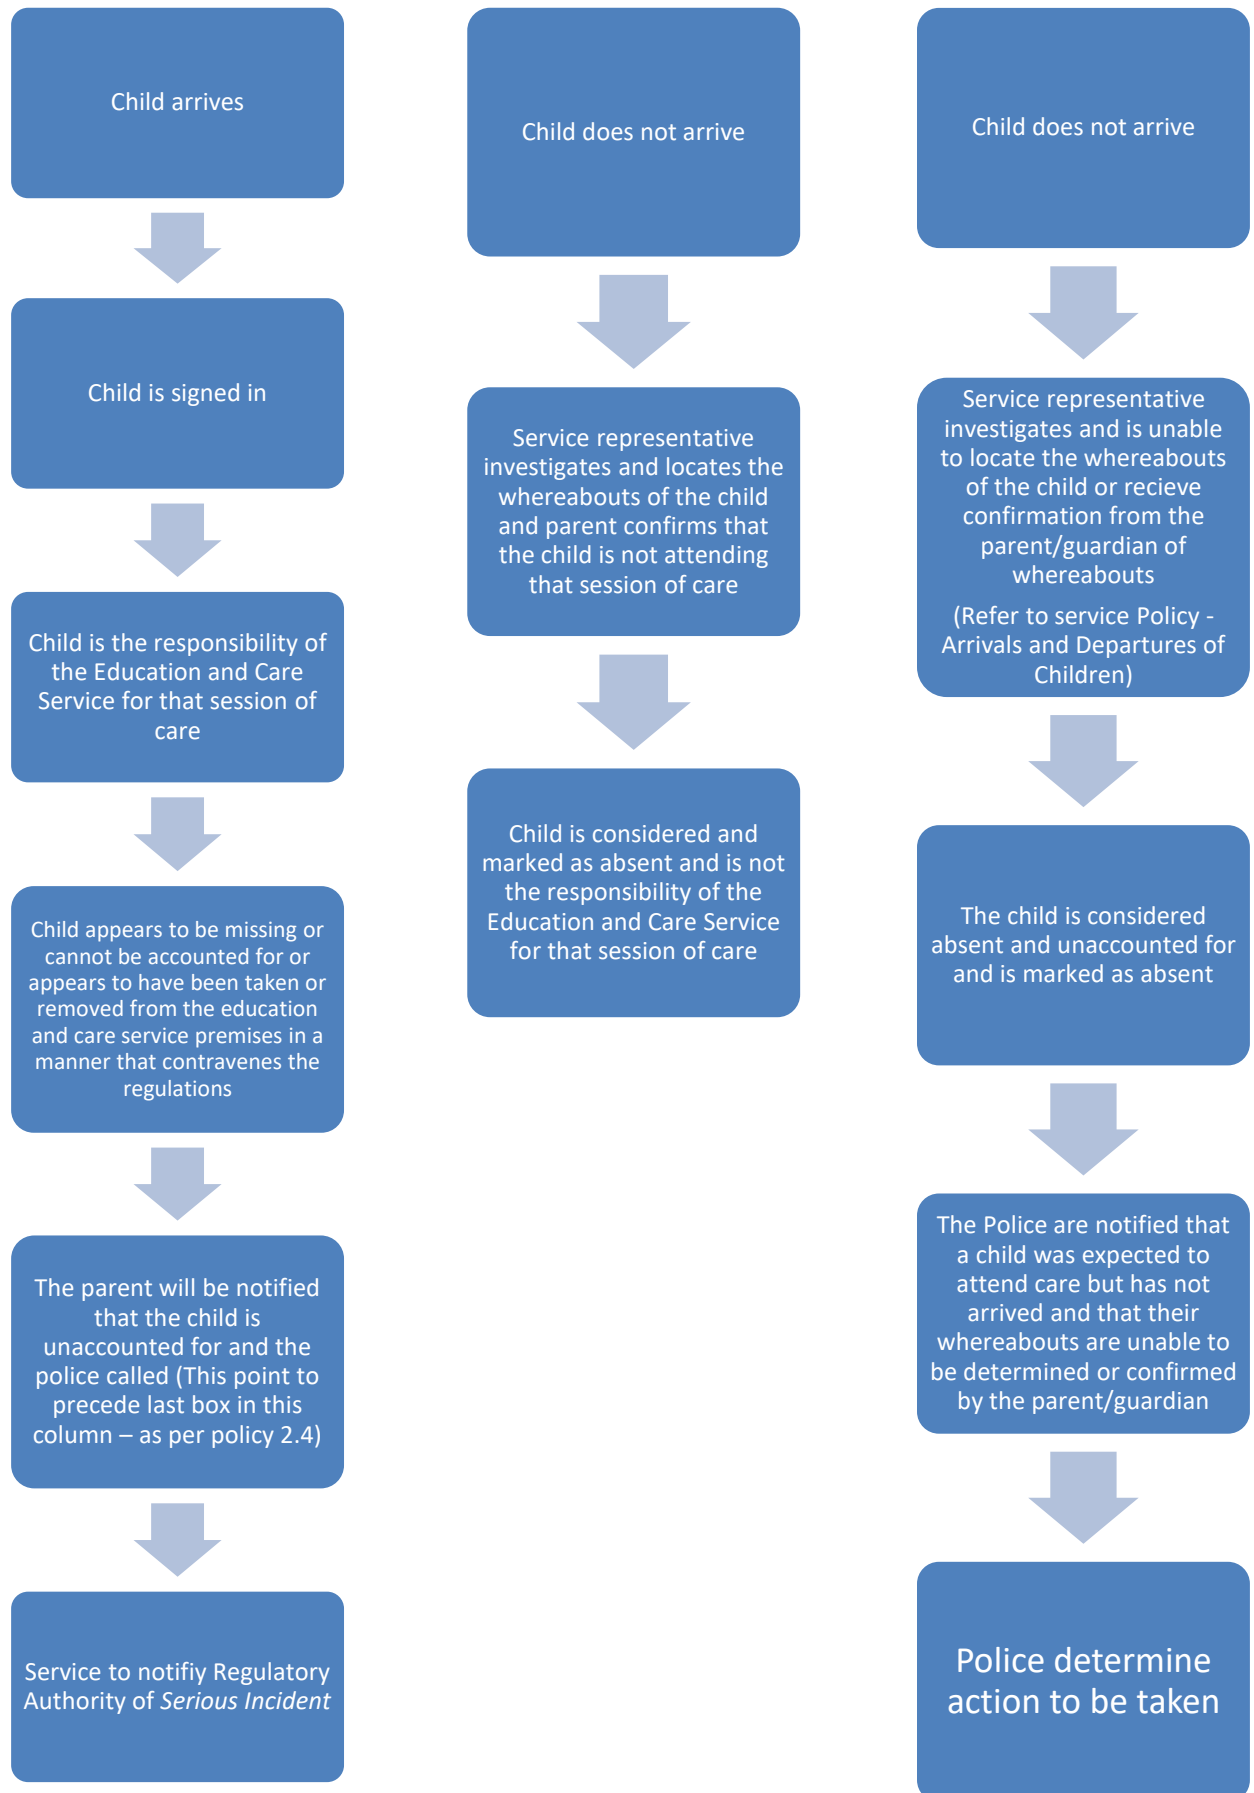 Child arrives
Child is signed in
Child is the responsibility of
the Education and Care
Service for that session of
care
Child appears to be missing or
cannot be accounted for or
appears to have been taken or
removed from the education
and care service premises in a
manner that contravenes the
regulations
The parent will be notified
that the child is
unaccounted for and the
police called (This point to
precede last box in this
column – as per policy 2.4)
Service to notifiy Regulatory
Authority of Serious Incident
Child does not arrive
Service representative
investigates and locates the
whereabouts of the child
and parent confirms that
the child is not attending
that session of care
Child is considered and
marked as absent and is not
the responsibility of the
Education and Care Service
for that session of care
Child does not arrive
Service representative
investigates and is unable
to locate the whereabouts
of the child or recieve
confirmation from the
parent/guardian of
whereabouts
(Refer to service Policy -
Arrivals and Departures of
Children)
The child is considered
absent and unaccounted for
and is marked as absent
The Police are notified that
a child was expected to
attend care but has not
arrived and that their
whereabouts are unable to
be determined or confirmed
by the parent/guardian
Police determine
action to be taken